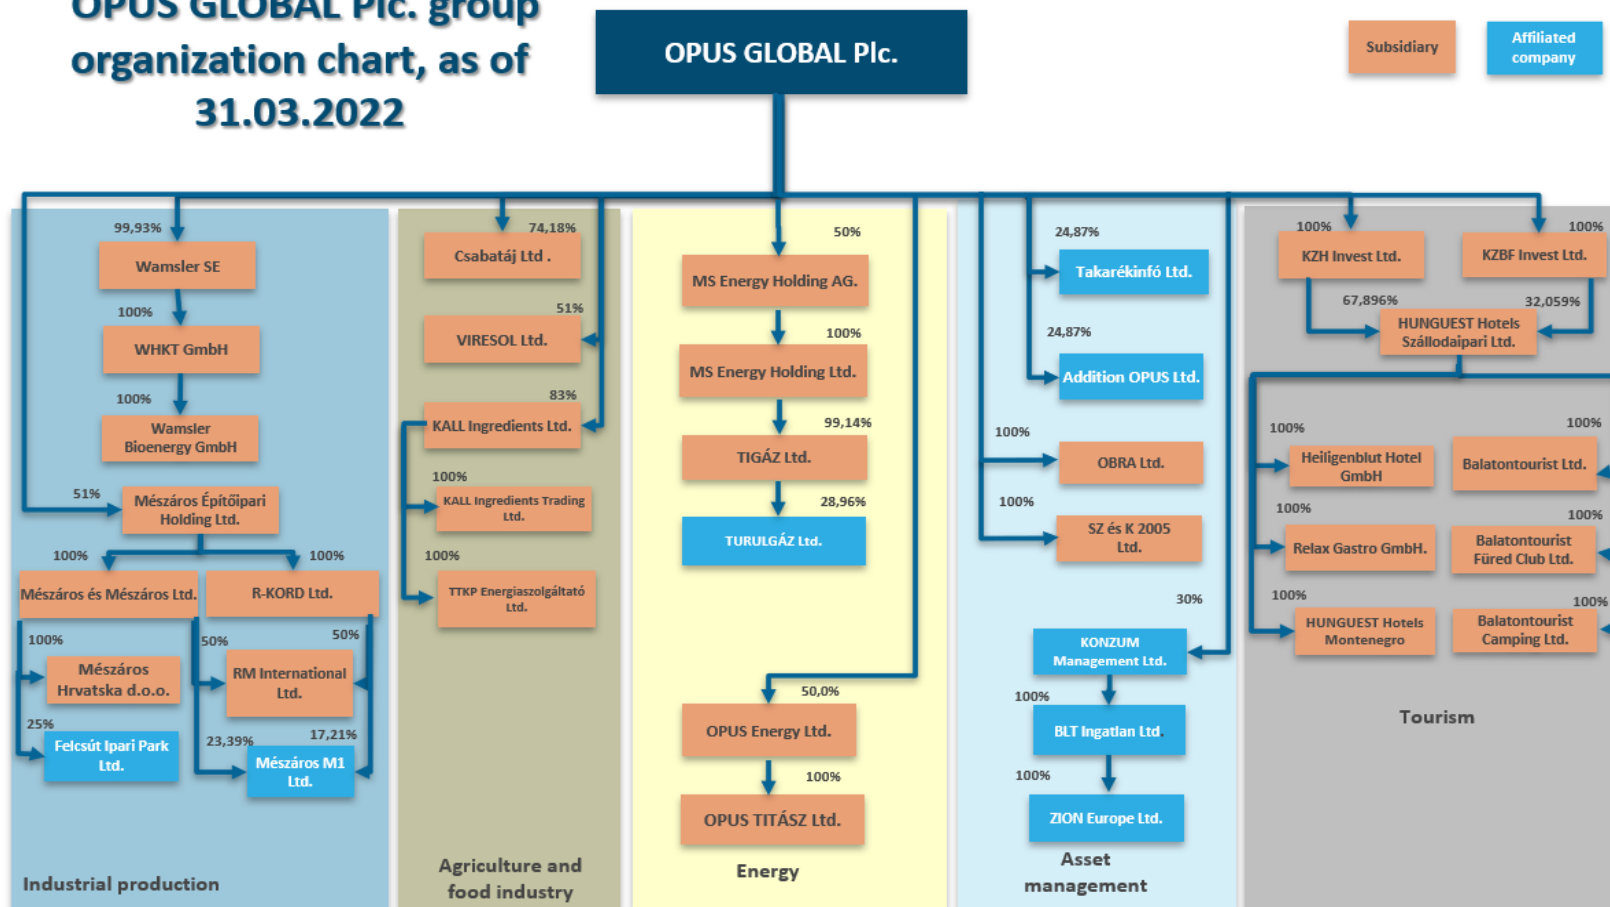 OPUS GLOBAL Plc. group
organization chart, as of
31.03.2022
OPUS GLOBAL Plc.
Subsidiary
Affiliated
company
99,93%
Wamsler SE
100%
WHKT GmbH
100%
Wamsler
Bioenergy GmbH
51%
Mészáros Építőipari
Holding Ltd.
100%
100%
Mészáros és Mészáros Ltd.
R-KORD Ltd.
100%
50%
50%
Mészáros
Hrvatska d.o.o.
RM International
Ltd.
25%
23,39%
17,21%
Felcsút Ipari Park
Ltd.
Mészáros M1
Ltd.
Industrial production
74,18%
Csabatáj Ltd .
51%
VIRESOL Ltd.
83%
KALL Ingredients Ltd.
100%
KALL Ingredients Trading
Ltd.
100%
TTKP Energiaszolgáltató
Ltd.
Agriculture and
food industry
50%
MS Energy Holding AG.
100%
MS Energy Holding Ltd.
99,14%
TIGÁZ Ltd.
28,96%
TURULGÁZ Ltd.
50,0%
OPUS Energy Ltd.
100%
OPUS TITÁSZ Ltd.
Energy
24,87%
Takarékinfó Ltd.
24,87%
Addition OPUS Ltd.
100%
OBRA Ltd.
100%
SZ és K 2005
Ltd.
30%
KONZUM
Management Ltd.
100%
BLT Ingatlan Ltd.
100%
ZION Europe Ltd.
Asset
management
100%
100%
KZH Invest Ltd.
KZBF Invest Ltd.
67,896%
32,059%
HUNGUEST Hotels
Szállodaipari Ltd.
100%
100%
Heiligenblut Hotel
GmbH
Balatontourist Ltd.
100%
100%
Relax Gastro GmbH.
Balatontourist
Füred Club Ltd.
100%
100%
HUNGUEST Hotels
Montenegro
Balatontourist
Camping Ltd.
Tourism